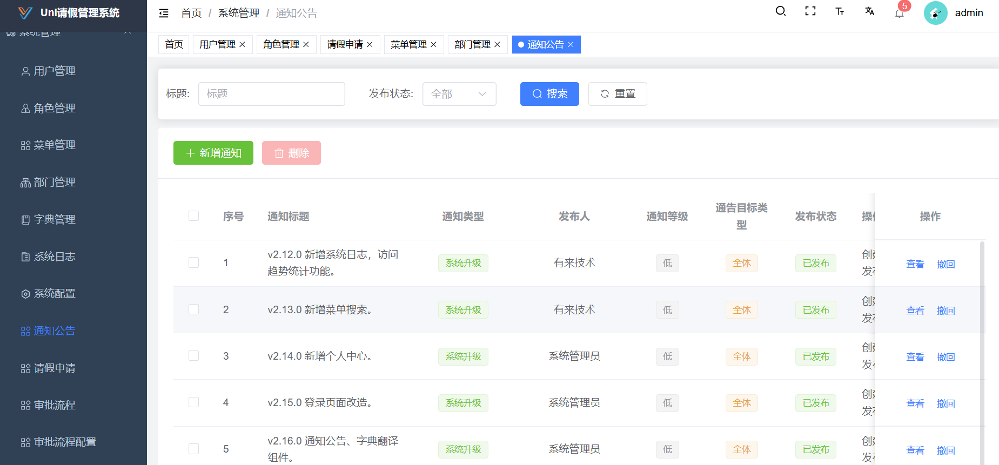 Uni请假管理系统
系统管理
用户管理
角色管理
菜单管理
部门管理
字典管理
系统日志
系统配置
通知公告
请假申请
审批流程
审批流程配置
首页 / 系统管理 / 通知公告
5
admin
首页 用户管理 角色管理 请假申请 菜单管理 部门管理 通知公告
标题: 标题 发布状态: 全部 搜索 重置
新增通知 删除
序号 通知标题 通知类型 发布人 通知等级 通告目标类
型 发布状态 操 操作
1 v2.12.0 新增系统日志，访问
趋势统计功能。 系统升级 有来技术 低 全体 已发布 创
发 查看 撤回
2 v2.13.0 新增菜单搜索。 系统升级 有来技术 低 全体 已发布 创
发 查看 撤回
3 v2.14.0 新增个人中心。 系统升级 系统管理员 低 全体 已发布 创
发 查看 撤回
4 v2.15.0 登录页面改造。 系统升级 系统管理员 低 全体 已发布 创
发 查看 撤回
5 v2.16.0 通知公告、字典翻译
组件。 系统升级 系统管理员 低 全体 已发布 创
发 查看 撤回